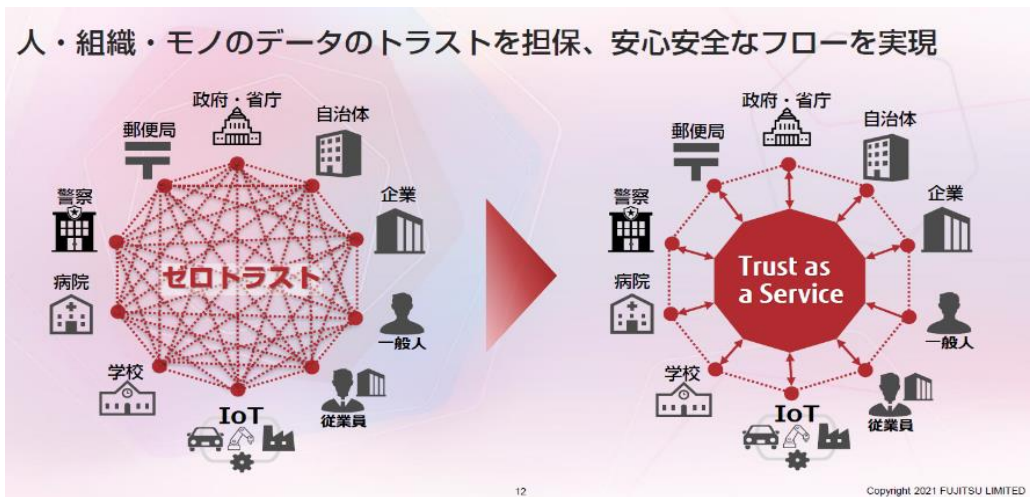 人・組織・モノのデータのトラストを担保、安心安全なフローを実現
政府・省庁
郵便局
自治体
警察
企業
ゼロトラスト
病院
一般人
学校
IoT
従業員
政府・省庁
郵便局
自治体
警察
企業
Trust as
a Service
病院
一般人
学校
IoT
従業員
12
Copyright 2021 FUJITSU LIMITED